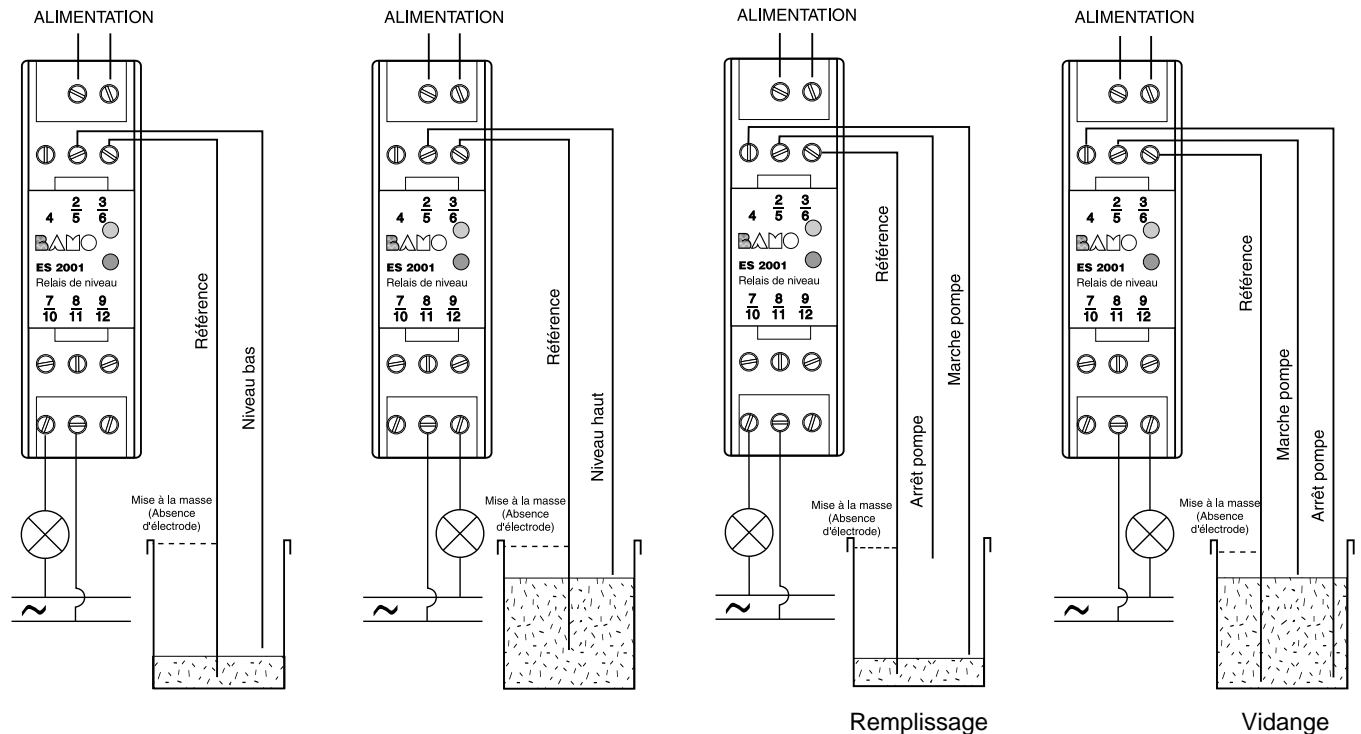 ALIMENTATION
4 2/5 3/6
BAMO
ES 2001
Relais de niveau
7/10 8/11 9/12
Référence
Niveau bas
Mise à la masse
(Absence
d'électrode)
~
ALIMENTATION
4 2/5 3/6
BAMO
ES 2001
Relais de niveau
7/10 8/11 9/12
Référence
Niveau haut
Mise à la masse
(Absence
d'électrode)
~
ALIMENTATION
4 2/5 3/6
BAMO
ES 2001
Relais de niveau
7/10 8/11 9/12
Référence
Arrêt pompe
Marche pompe
Mise à la masse
(Absence
d'électrode)
~
Remplissage
ALIMENTATION
4 2/5 3/6
BAMO
ES 2001
Relais de niveau
7/10 8/11 9/12
Référence
Marche pompe
Arrêt pompe
Mise à la masse
(Absence
d'électrode)
~
Vidange